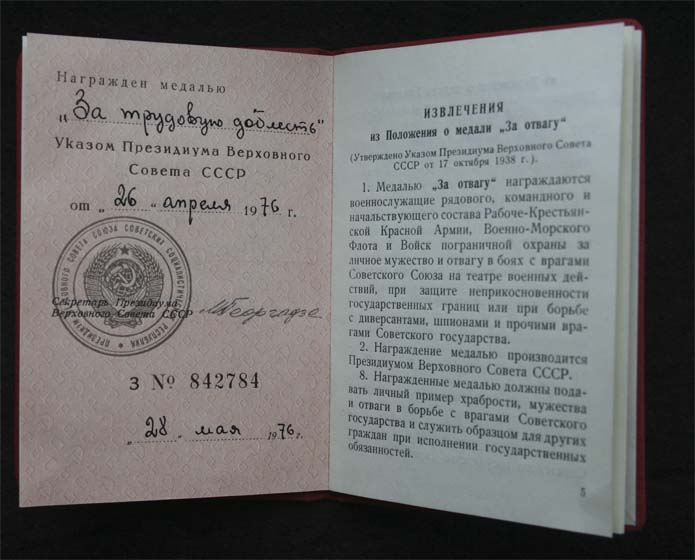 Награжден медалью
„За трудовую доблесть"
Указом Президиума Верховного
Совета СССР
от „26" апреля 1976 г.
Секретарь Президиума
Верховного Совета СССР МГеоргадзе
З № 842784
„28" мая 1976 г.
ИЗВЛЕЧЕНИЯ
из Положения о медали „За отвагу"
(Утверждено Указом Президиума Верховного Совета
СССР от 17 октября 1938 г.).
1. Медалью „За отвагу" награждаются
военнослужащие рядового, командного и
начальствующего состава Рабоче-Крестьян-
ской Красной Армии, Военно-Морского
Флота и Войск пограничной охраны за
личное мужество и отвагу в боях с врагами
Советского Союза на театре военных дей-
ствий, при защите неприкосновенности
государственных границ или при борьбе
с диверсантами, шпионами и прочими вра-
гами Советского государства.
2. Награждение медалью производится
Президиумом Верховного Совета СССР.
8. Награжденные медалью должны пода-
вать личный пример храбрости, мужества
и отваги в борьбе с врагами Советского
государства и служить образцом для других
граждан при исполнении государственных
обязанностей.
5